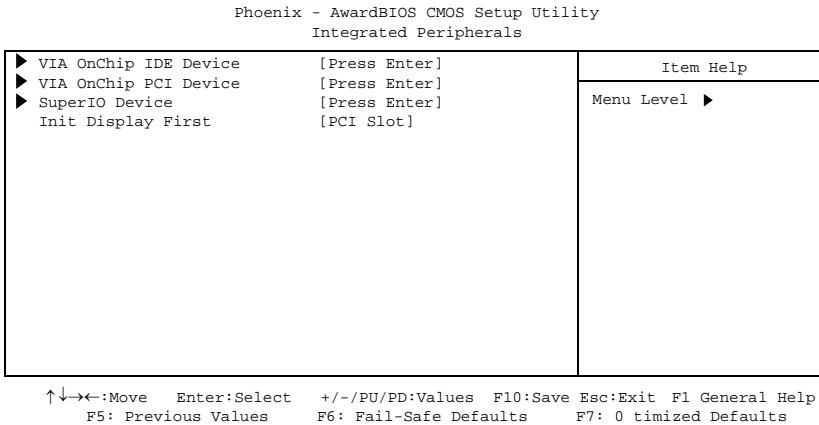 Phoenix - AwardBIOS CMOS Setup Utility
Integrated Peripherals
▶ VIA OnChip IDE Device [Press Enter]
▶ VIA OnChip PCI Device [Press Enter]
▶ SuperIO Device [Press Enter]
Init Display First [PCI Slot]
Item Help
Menu Level ▶
↑↓→←:Move Enter:Select +/-/PU/PD:Values F10:Save Esc:Exit F1 General Help
F5: Previous Values F6: Fail-Safe Defaults F7: 0 timized Defaults